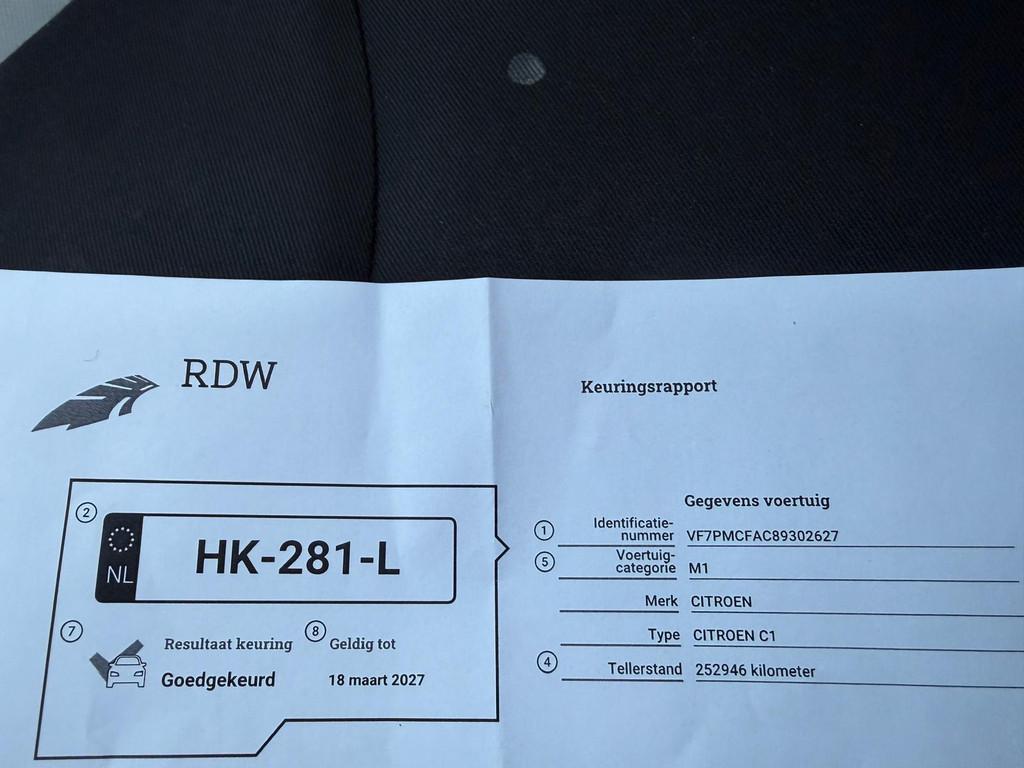 RDW
Keuringsrapport
2
NL
HK-281-L
7
Resultaat keuring
Goedgekeurd
8
Geldig tot
18 maart 2027
Gegevens voertuig
1
Identificatie-
nummer VF7PMCFAC89302627
5
Voertuig-
categorie M1
Merk CITROEN
Type CITROEN C1
4
Tellerstand 252946 kilometer